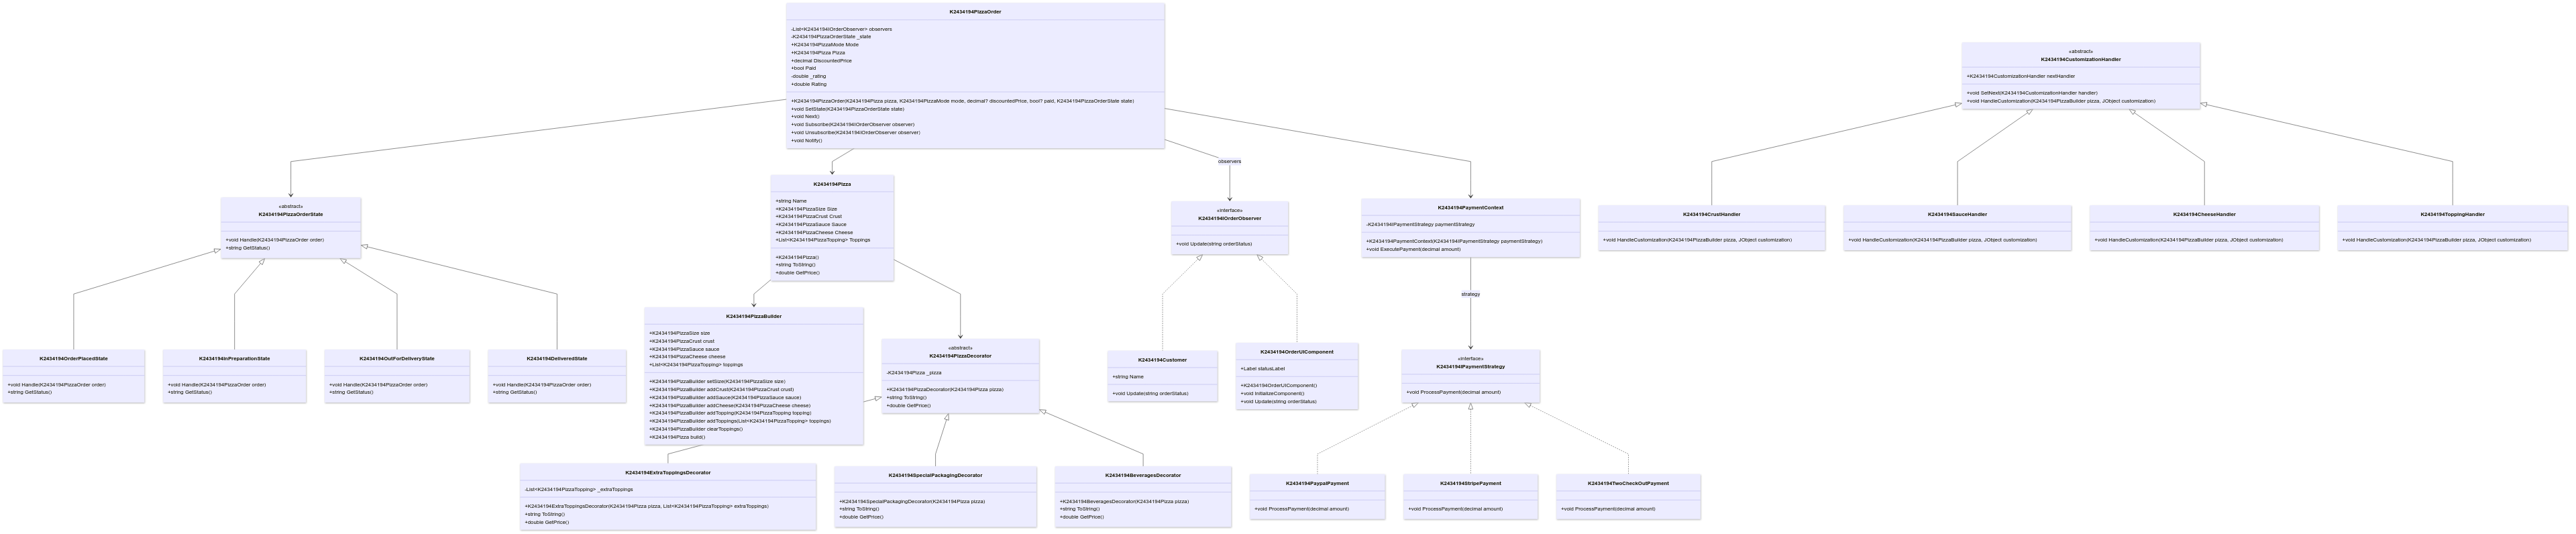 K2434194PizzaOrder
-List<K2434194IOrderObserver> observers
-K2434194PizzaOrderState _state
+K2434194PizzaMode Mode
+K2434194Pizza Pizza
+decimal DiscountedPrice
+bool Paid
-double _rating
+double Rating
+K2434194PizzaOrder(K2434194Pizza pizza, K2434194PizzaMode mode, decimal? discountedPrice, bool? paid, K2434194PizzaOrderState state)
+void SetState(K2434194PizzaOrderState state)
+void Next()
+void Subscribe(K2434194IOrderObserver observer)
+void Unsubscribe(K2434194IOrderObserver observer)
+void Notify()
«abstract»
K2434194CustomizationHandler
+K2434194CustomizationHandler nextHandler
+void SetNext(K2434194CustomizationHandler handler)
+void HandleCustomization(K2434194PizzaBuilder pizza, JObject customization)
observers
«abstract»
K2434194PizzaOrderState
+void Handle(K2434194PizzaOrder order)
+string GetStatus()
K2434194Pizza
+string Name
+K2434194PizzaSize Size
+K2434194PizzaCrust Crust
+K2434194PizzaSauce Sauce
+K2434194PizzaCheese Cheese
+List<K2434194PizzaTopping> Toppings
+K2434194Pizza()
+string ToString()
+double GetPrice()
«interface»
K2434194IOrderObserver
+void Update(string orderStatus)
K2434194PaymentContext
-K2434194IPaymentStrategy paymentStrategy
+K2434194PaymentContext(K2434194IPaymentStrategy paymentStrategy)
+void ExecutePayment(decimal amount)
K2434194CrustHandler
+void HandleCustomization(K2434194PizzaBuilder pizza, JObject customization)
K2434194SauceHandler
+void HandleCustomization(K2434194PizzaBuilder pizza, JObject customization)
K2434194CheeseHandler
+void HandleCustomization(K2434194PizzaBuilder pizza, JObject customization)
K2434194ToppingHandler
+void HandleCustomization(K2434194PizzaBuilder pizza, JObject customization)
strategy
K2434194OrderPlacedState
+void Handle(K2434194PizzaOrder order)
+string GetStatus()
K2434194InPreparationState
+void Handle(K2434194PizzaOrder order)
+string GetStatus()
K2434194OutForDeliveryState
+void Handle(K2434194PizzaOrder order)
+string GetStatus()
K2434194DeliveredState
+void Handle(K2434194PizzaOrder order)
+string GetStatus()
K2434194PizzaBuilder
+K2434194PizzaSize size
+K2434194PizzaCrust crust
+K2434194PizzaSauce sauce
+K2434194PizzaCheese cheese
+List<K2434194PizzaTopping> toppings
+K2434194PizzaBuilder setSize(K2434194PizzaSize size)
+K2434194PizzaBuilder addCrust(K2434194PizzaCrust crust)
+K2434194PizzaBuilder addSauce(K2434194PizzaSauce sauce)
+K2434194PizzaBuilder addCheese(K2434194PizzaCheese cheese)
+K2434194PizzaBuilder addTopping(K2434194PizzaTopping topping)
+K2434194PizzaBuilder addToppings(List<K2434194PizzaTopping> toppings)
+K2434194PizzaBuilder clearToppings()
+K2434194Pizza build()
«abstract»
K2434194PizzaDecorator
-K2434194Pizza _pizza
+K2434194PizzaDecorator(K2434194Pizza pizza)
+string ToString()
+double GetPrice()
K2434194Customer
+string Name
+void Update(string orderStatus)
K2434194OrderUIComponent
+Label statusLabel
+K2434194OrderUIComponent()
+void InitializeComponent()
+void Update(string orderStatus)
«interface»
K2434194IPaymentStrategy
+void ProcessPayment(decimal amount)
K2434194ExtraToppingsDecorator
-List<K2434194PizzaTopping> _extraToppings
+K2434194ExtraToppingsDecorator(K2434194Pizza pizza, List<K2434194PizzaTopping> extraToppings)
+string ToString()
+double GetPrice()
K2434194SpecialPackagingDecorator
+K2434194SpecialPackagingDecorator(K2434194Pizza pizza)
+string ToString()
+double GetPrice()
K2434194BeveragesDecorator
+K2434194BeveragesDecorator(K2434194Pizza pizza)
+string ToString()
+double GetPrice()
K2434194PaypalPayment
+void ProcessPayment(decimal amount)
K2434194StripePayment
+void ProcessPayment(decimal amount)
K2434194TwoCheckOutPayment
+void ProcessPayment(decimal amount)